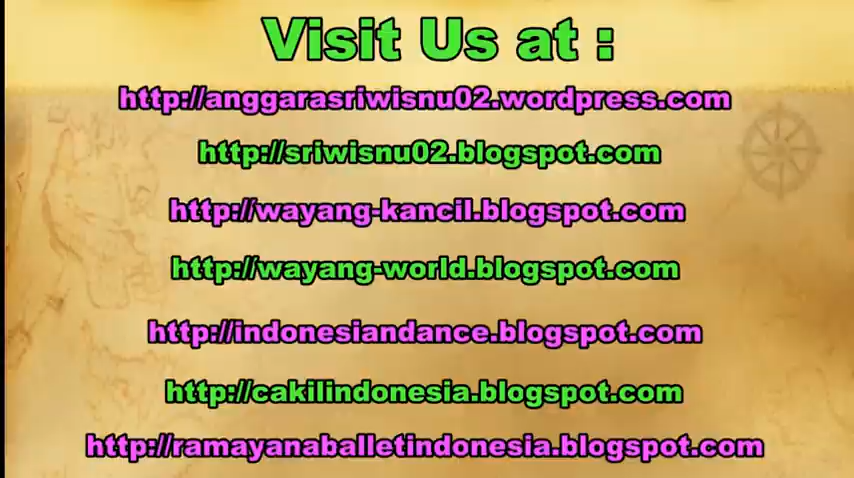 Visit Us at :
http://anggarasriwisnu02.wordpress.com
http://sriwisnu02.blogspot.com
http://wayang-kancil.blogspot.com
http://wayang-world.blogspot.com
http://indonesiandance.blogspot.com
http://cakilindonesia.blogspot.com
http://ramayanaballetindonesia.blogspot.com